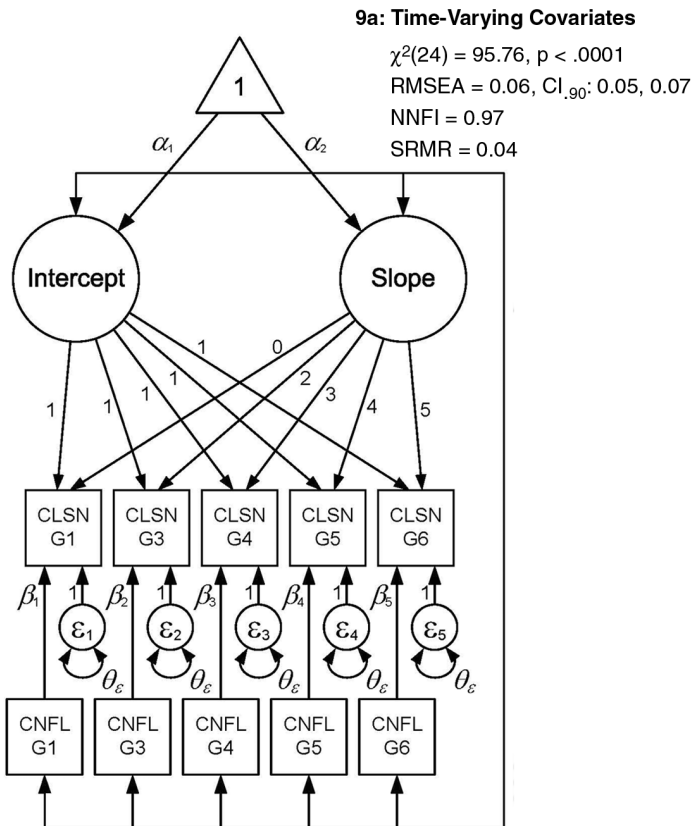 9a: Time-Varying Covariates
χ²(24) = 95.76, p < .0001
RMSEA = 0.06, CI.90: 0.05, 0.07
NNFI = 0.97
SRMR = 0.04
1
α₁ α₂
Intercept Slope
1 0
1 2
1 1 1 3 4 5
CLSN G1
CLSN G3
CLSN G4
CLSN G5
CLSN G6
β₁ 1 β₂ 1 β₃ 1 β₄ 1 β₅ 1
ε₁ ε₂ ε₃ ε₄ ε₅
θε θε θε θε θε
CNFL G1
CNFL G3
CNFL G4
CNFL G5
CNFL G6